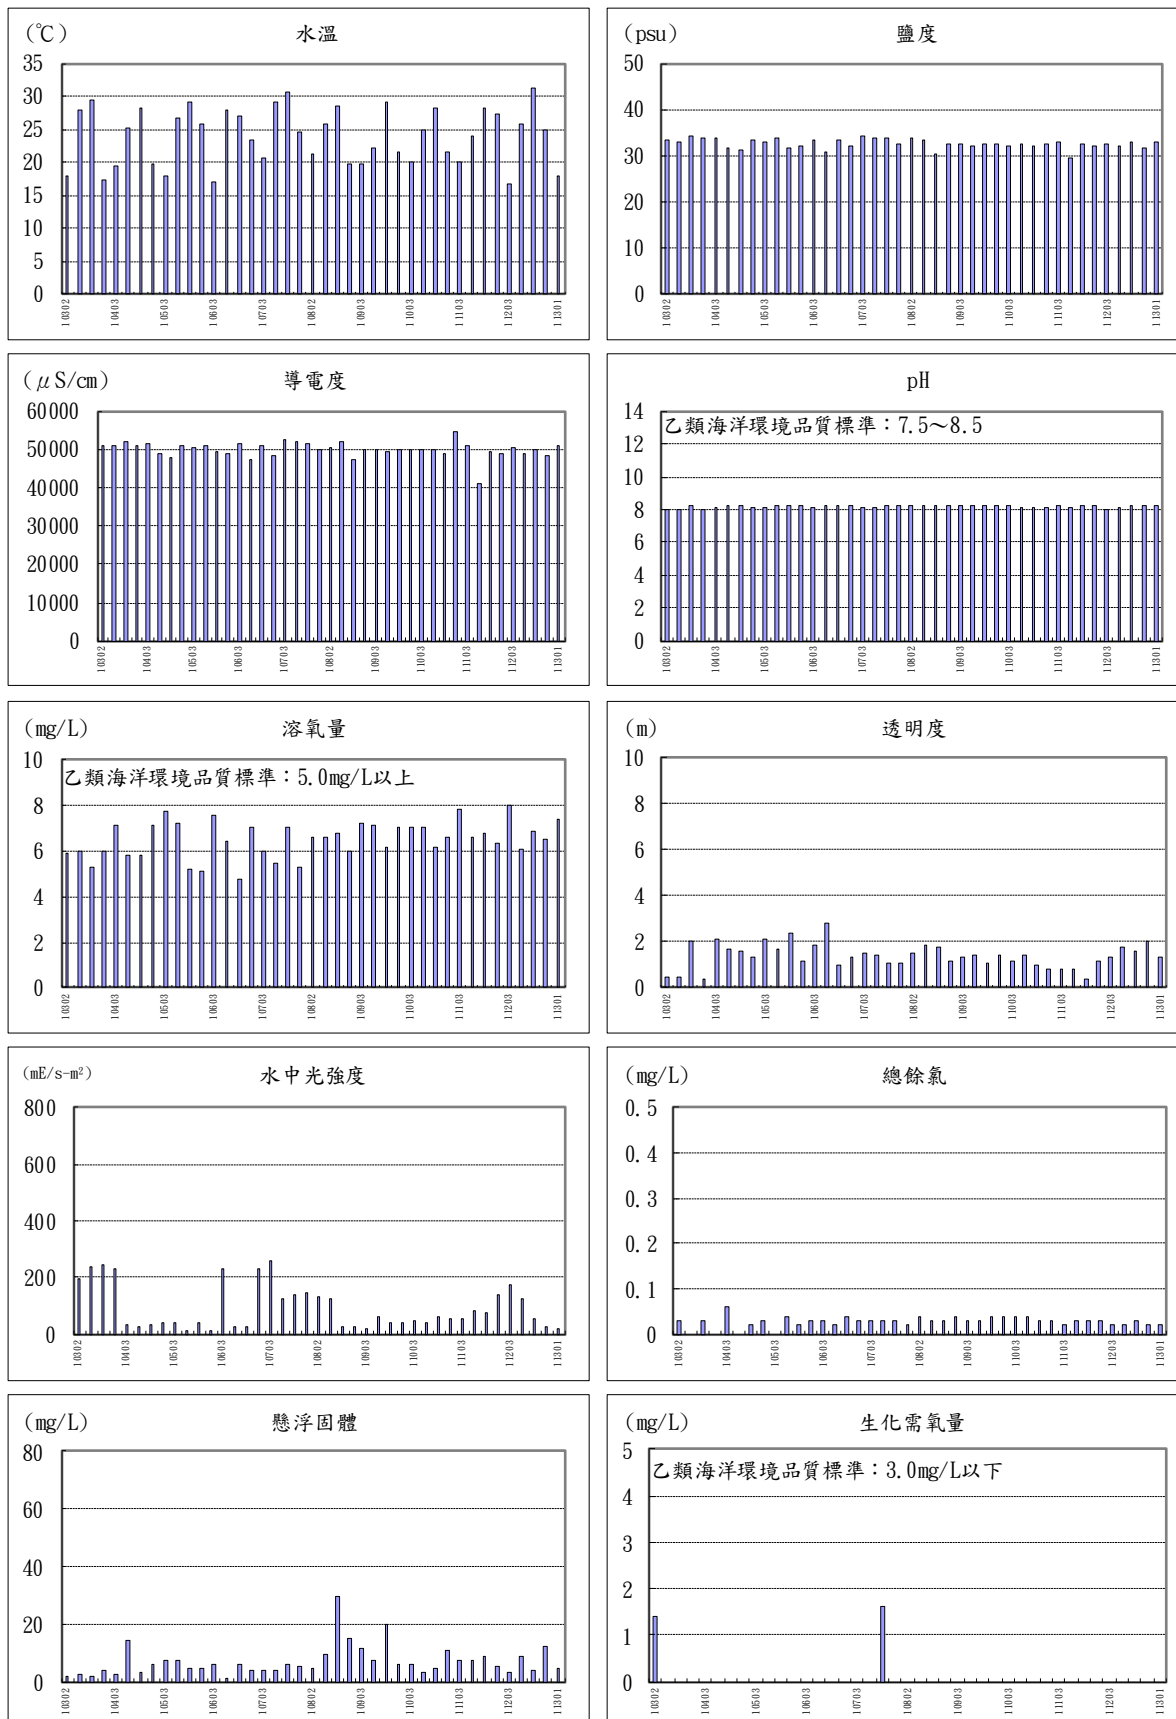 (℃) 水溫
35
30
25
20
15
10
5
0
10302 10403 10503 10603 10703 10802 10903 11003 11103 11203 11301
(psu) 鹽度
50
40
30
20
10
0
10302 10403 10503 10603 10703 10802 10903 11003 11103 11203 11301
(μS/cm) 導電度
60000
50000
40000
30000
20000
10000
0
10302 10403 10503 10603 10703 10802 10903 11003 11103 11203 11301
pH
乙類海洋環境品質標準：7.5～8.5
14
12
10
8
6
4
2
0
10302 10403 10503 10603 10703 10802 10903 11003 11103 11203 11301
(mg/L) 溶氧量
乙類海洋環境品質標準：5.0mg/L以上
10
8
6
4
2
0
10302 10403 10503 10603 10703 10802 10903 11003 11103 11203 11301
(m) 透明度
10
8
6
4
2
0
10302 10403 10503 10603 10703 10802 10903 11003 11103 11203 11301
(mE/s-m²) 水中光強度
800
600
400
200
0
10302 10403 10503 10603 10703 10802 10903 11003 11103 11203 11301
(mg/L) 總餘氯
0.5
0.4
0.3
0.2
0.1
0
10302 10403 10503 10603 10703 10802 10903 11003 11103 11203 11301
(mg/L) 懸浮固體
80
60
40
20
0
10302 10403 10503 10603 10703 10802 10903 11003 11103 11203 11301
(mg/L) 生化需氧量
乙類海洋環境品質標準：3.0mg/L以下
5
4
3
2
1
0
10302 10403 10503 10603 10703 10802 10903 11003 11103 11203 11301